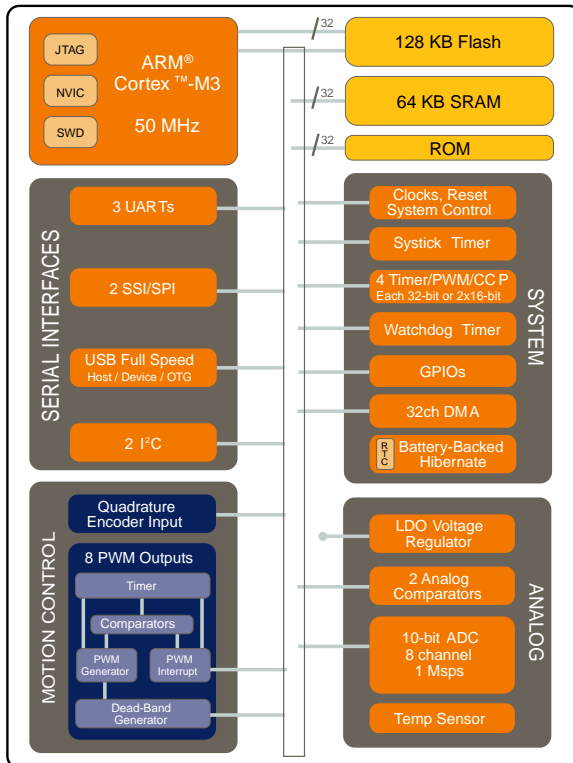 JTAG
NVIC
SWD
ARM®
Cortex ™-M3
50 MHz
32
128 KB Flash
32
64 KB SRAM
32
ROM
SERIAL INTERFACES
3 UARTs
2 SSI/SPI
USB Full Speed
Host / Device / OTG
2 I²C
SYSTEM
Clocks, Reset
System Control
Systick Timer
4 Timer/PWM/CC P
Each 32-bit or 2x16-bit
Watchdog Timer
GPIOs
32ch DMA
RTC
Battery-Backed
Hibernate
MOTION CONTROL
Quadrature
Encoder Input
8 PWM Outputs
Timer
Comparators
PWM
Generator
PWM
Interrupt
Dead-Band
Generator
ANALOG
LDO Voltage
Regulator
2 Analog
Comparators
10-bit ADC
8 channel
1 Msps
Temp Sensor